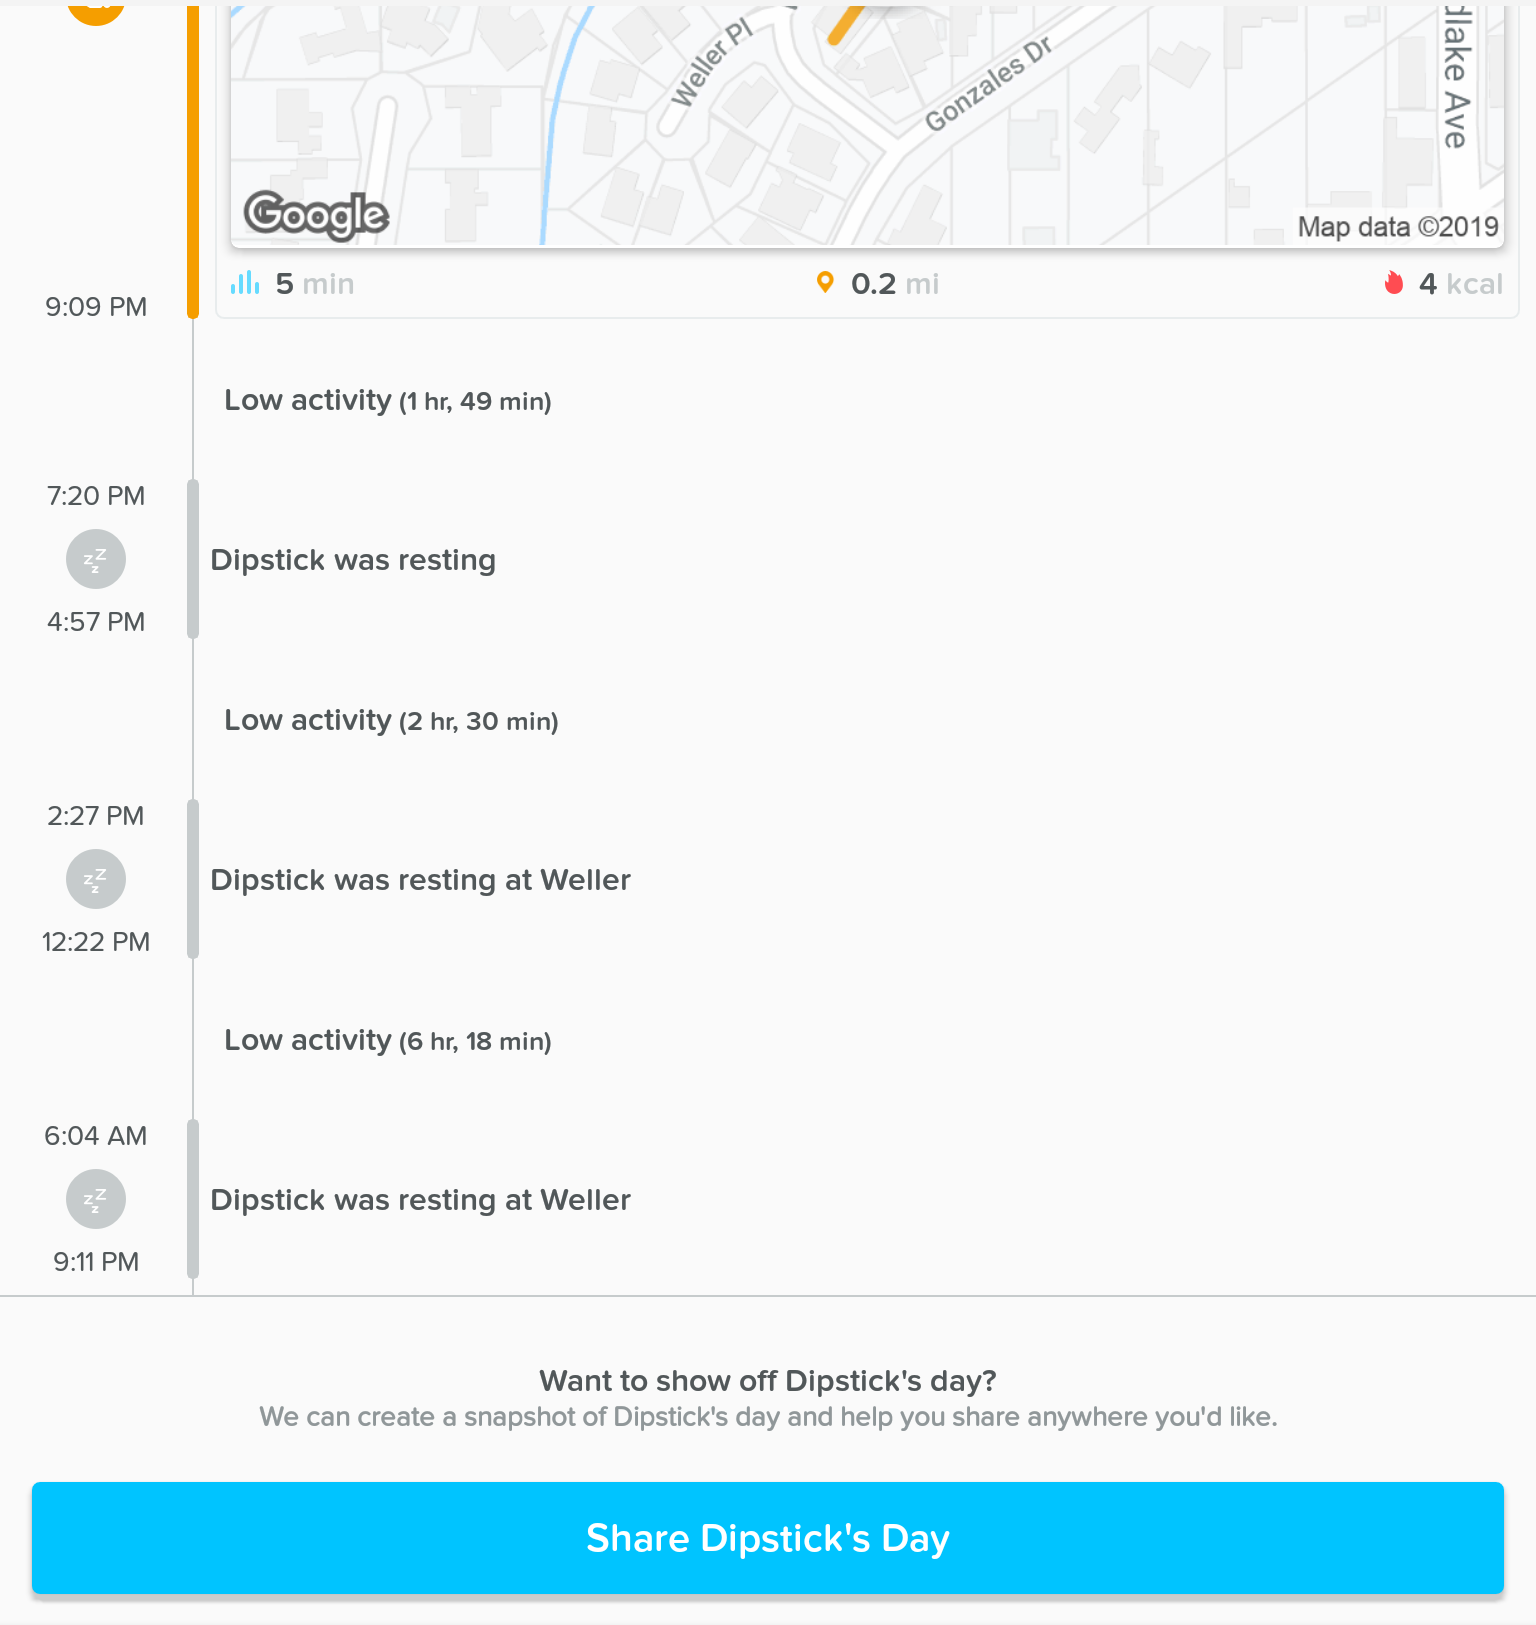 Weller Pl
Gonzales Dr
dlake Ave
Google
Map data ©2019
5 min
0.2 mi
4 kcal
9:09 PM
Low activity (1 hr, 49 min)
7:20 PM
zZz
Dipstick was resting
4:57 PM
Low activity (2 hr, 30 min)
2:27 PM
zZz
Dipstick was resting at Weller
12:22 PM
Low activity (6 hr, 18 min)
6:04 AM
zZz
Dipstick was resting at Weller
9:11 PM
Want to show off Dipstick's day?
We can create a snapshot of Dipstick's day and help you share anywhere you'd like.
Share Dipstick's Day